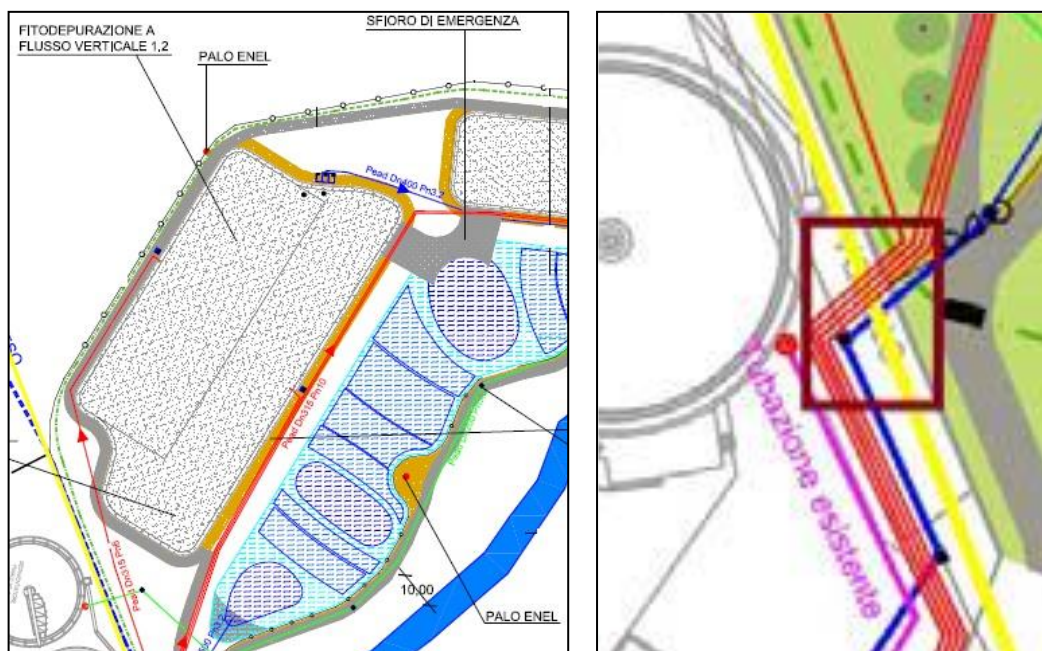 FITODEPURAZIONE A
FLUSSO VERTICALE 1,2
PALO ENEL
SFIORO DI EMERGENZA
Pead Dn400 Pn3.2
Pead Dn315 Pn10
Pead Dn315 Pn6
10,00
PALO ENEL
Tubazione esistente